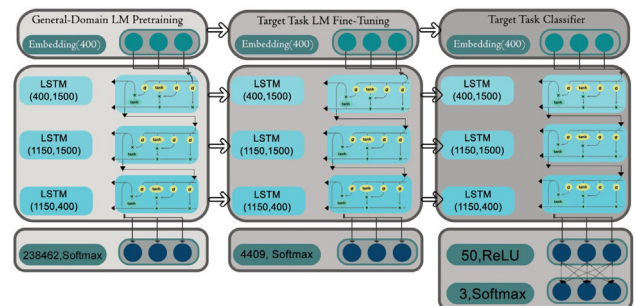 General-Domain LM Pretraining
Embedding(400)
LSTM
(400,1500)
LSTM
(1150,1500)
LSTM
(1150,400)
238462,Softmax
Target Task LM Fine-Tuning
Embedding(400)
LSTM
(400,1500)
LSTM
(1150,1500)
LSTM
(1150,400)
4409, Softmax
Target Task Classifier
Embedding(400)
LSTM
(400,1500)
LSTM
(1150,1500)
LSTM
(1150,400)
50,ReLU
3,Softmax